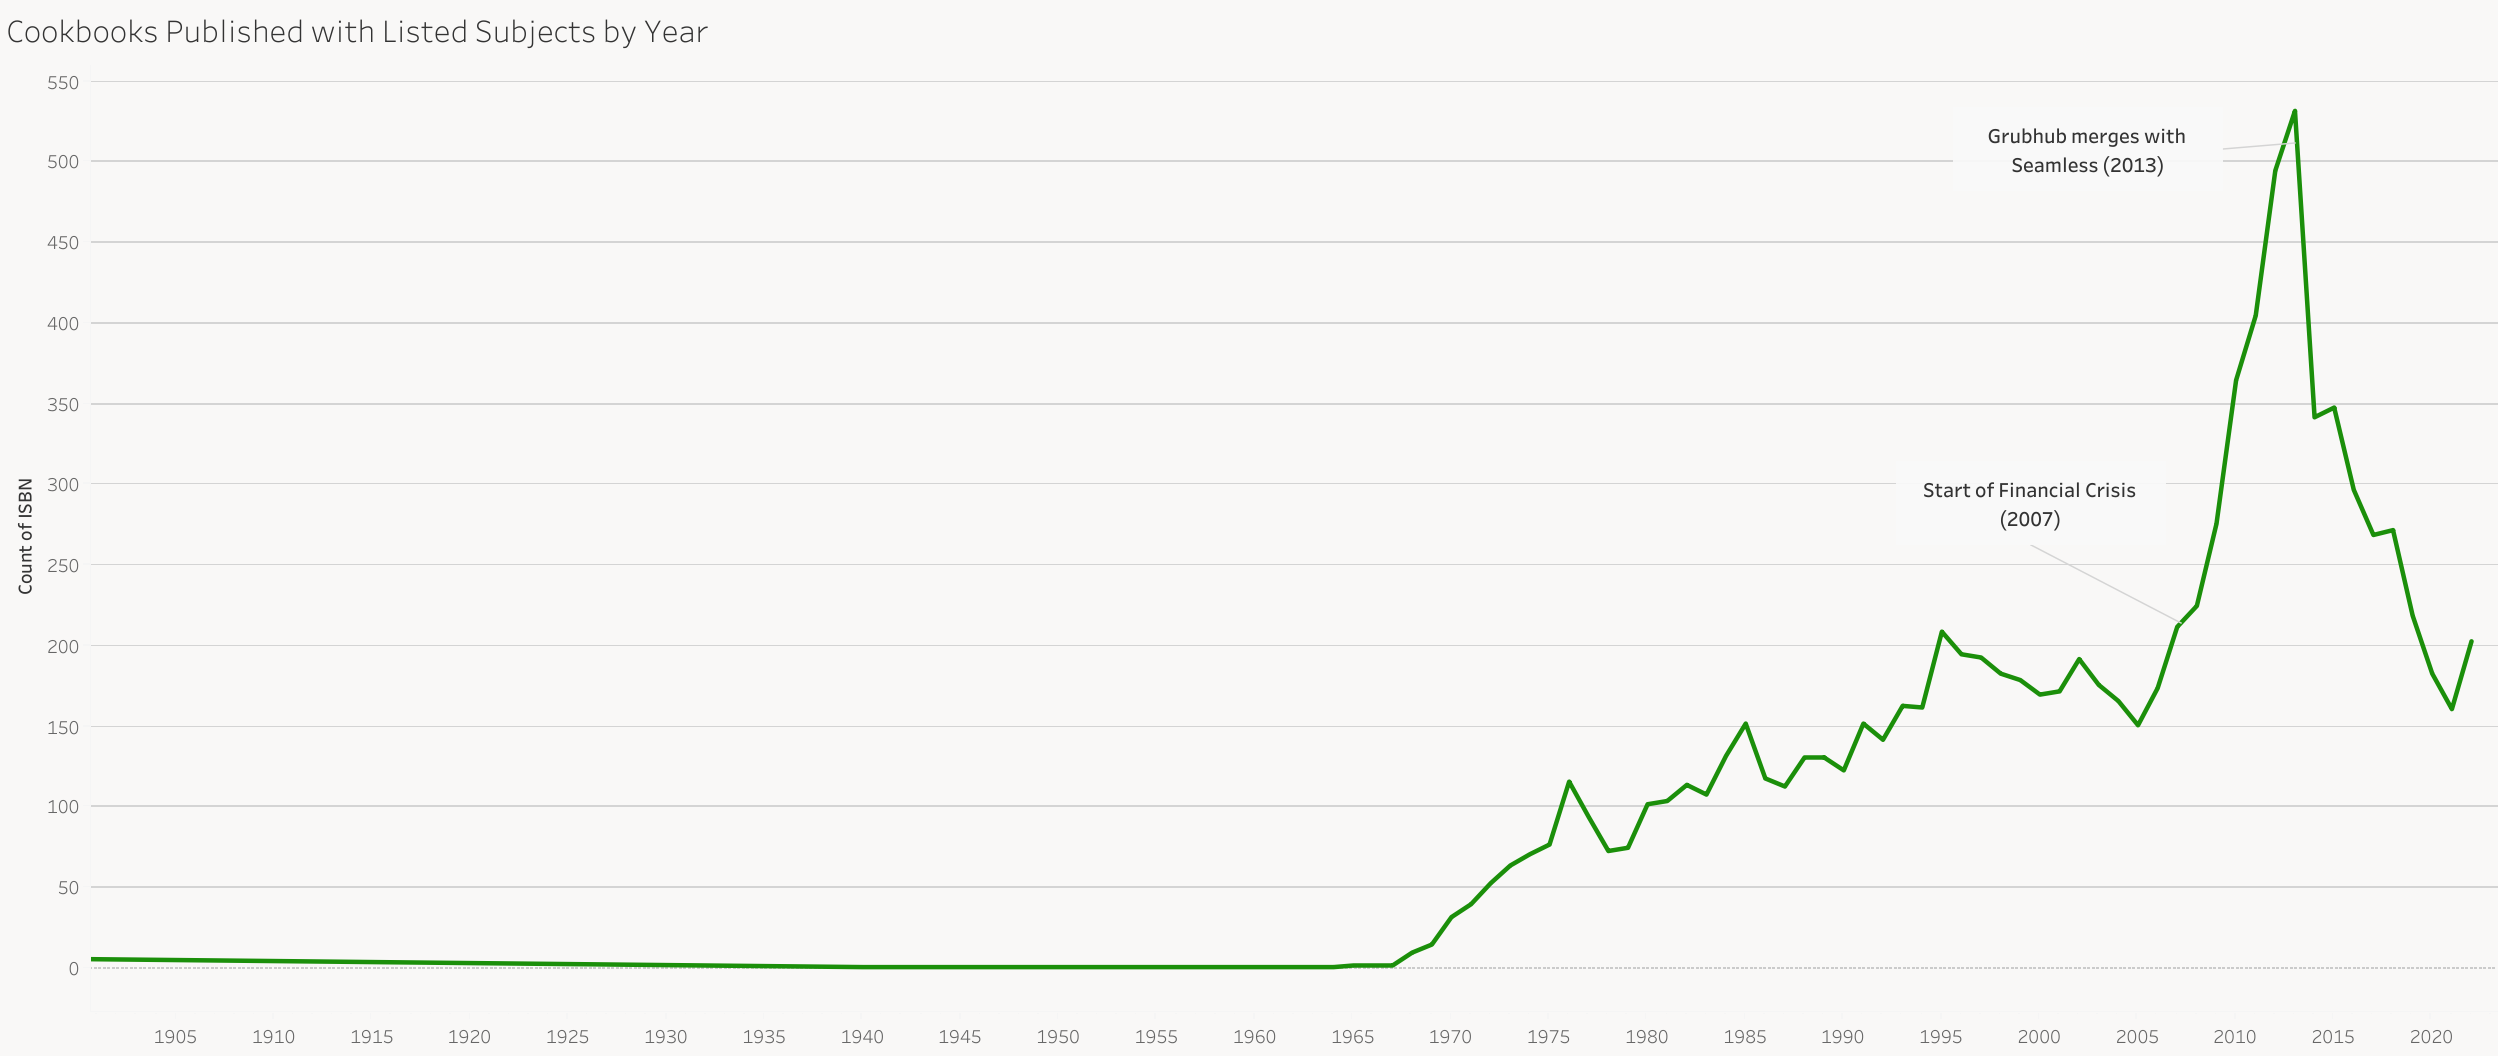 Cookbooks Published with Listed Subjects by Year
550
500
450
400
350
300
250
200
150
100
50
0
Count of ISBN
Grubhub merges with
Seamless (2013)
Start of Financial Crisis
(2007)
1905 1910 1915 1920 1925 1930 1935 1940 1945 1950 1955 1960 1965 1970 1975 1980 1985 1990 1995 2000 2005 2010 2015 2020